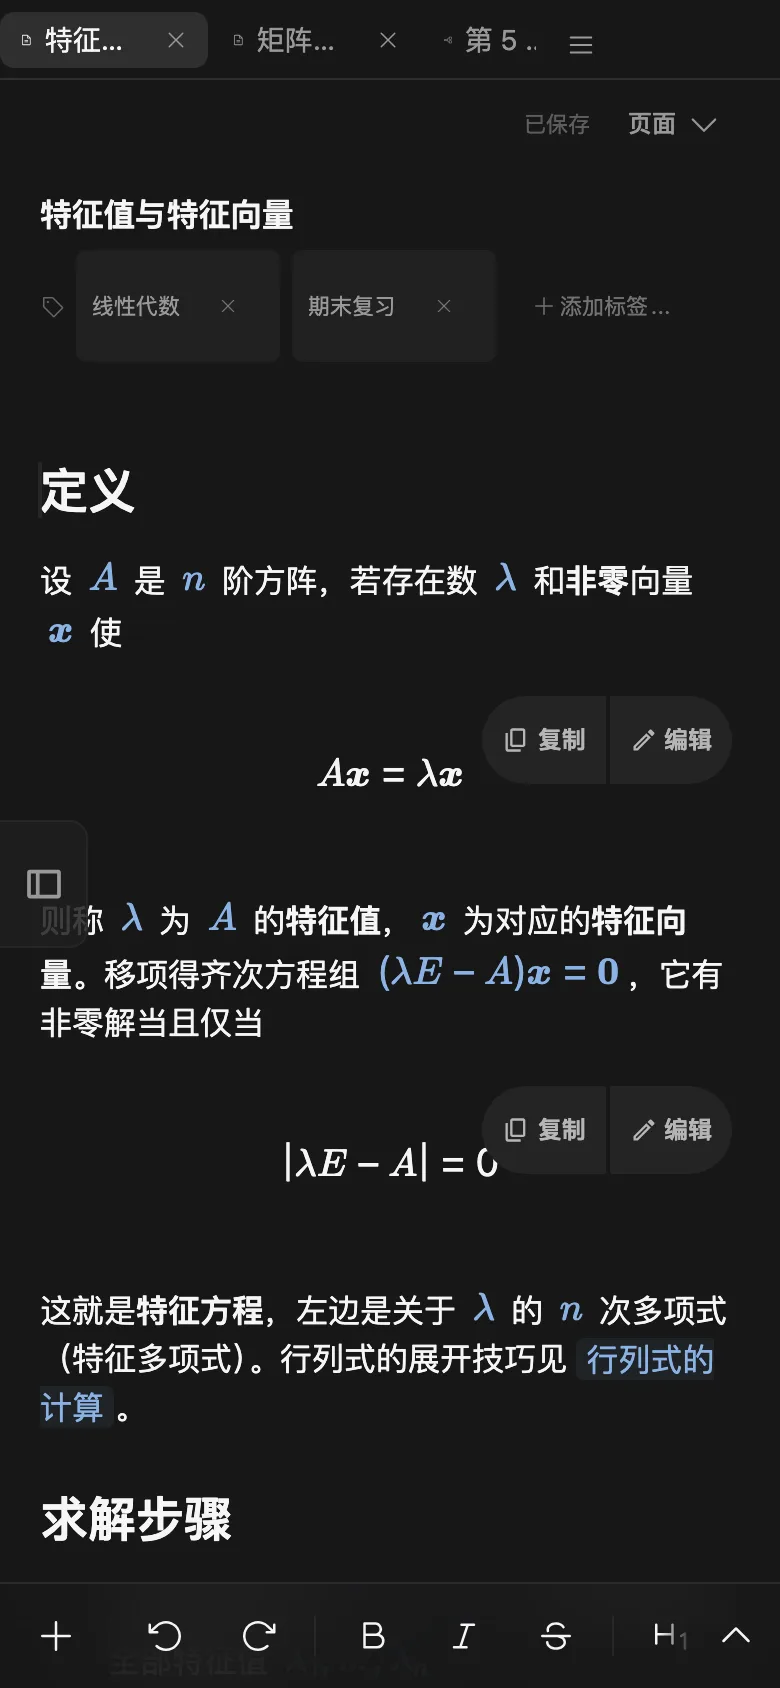 特征...
矩阵...
第 5 ..
已保存 页面
特征值与特征向量
线性代数 期末复习 添加标签...
定义
设 A 是 n 阶方阵，若存在数 λ 和非零向量
x 使
复制 编辑
Ax = λx
则称 λ 为 A 的特征值， x 为对应的特征向
量。移项得齐次方程组 (λE − A)x = 0 ，它有
非零解当且仅当
复制 编辑
|λE − A| = 0
这就是特征方程，左边是关于 λ 的 n 次多项式
（特征多项式）。行列式的展开技巧见 行列式的
计算 。
求解步骤
B I S H1